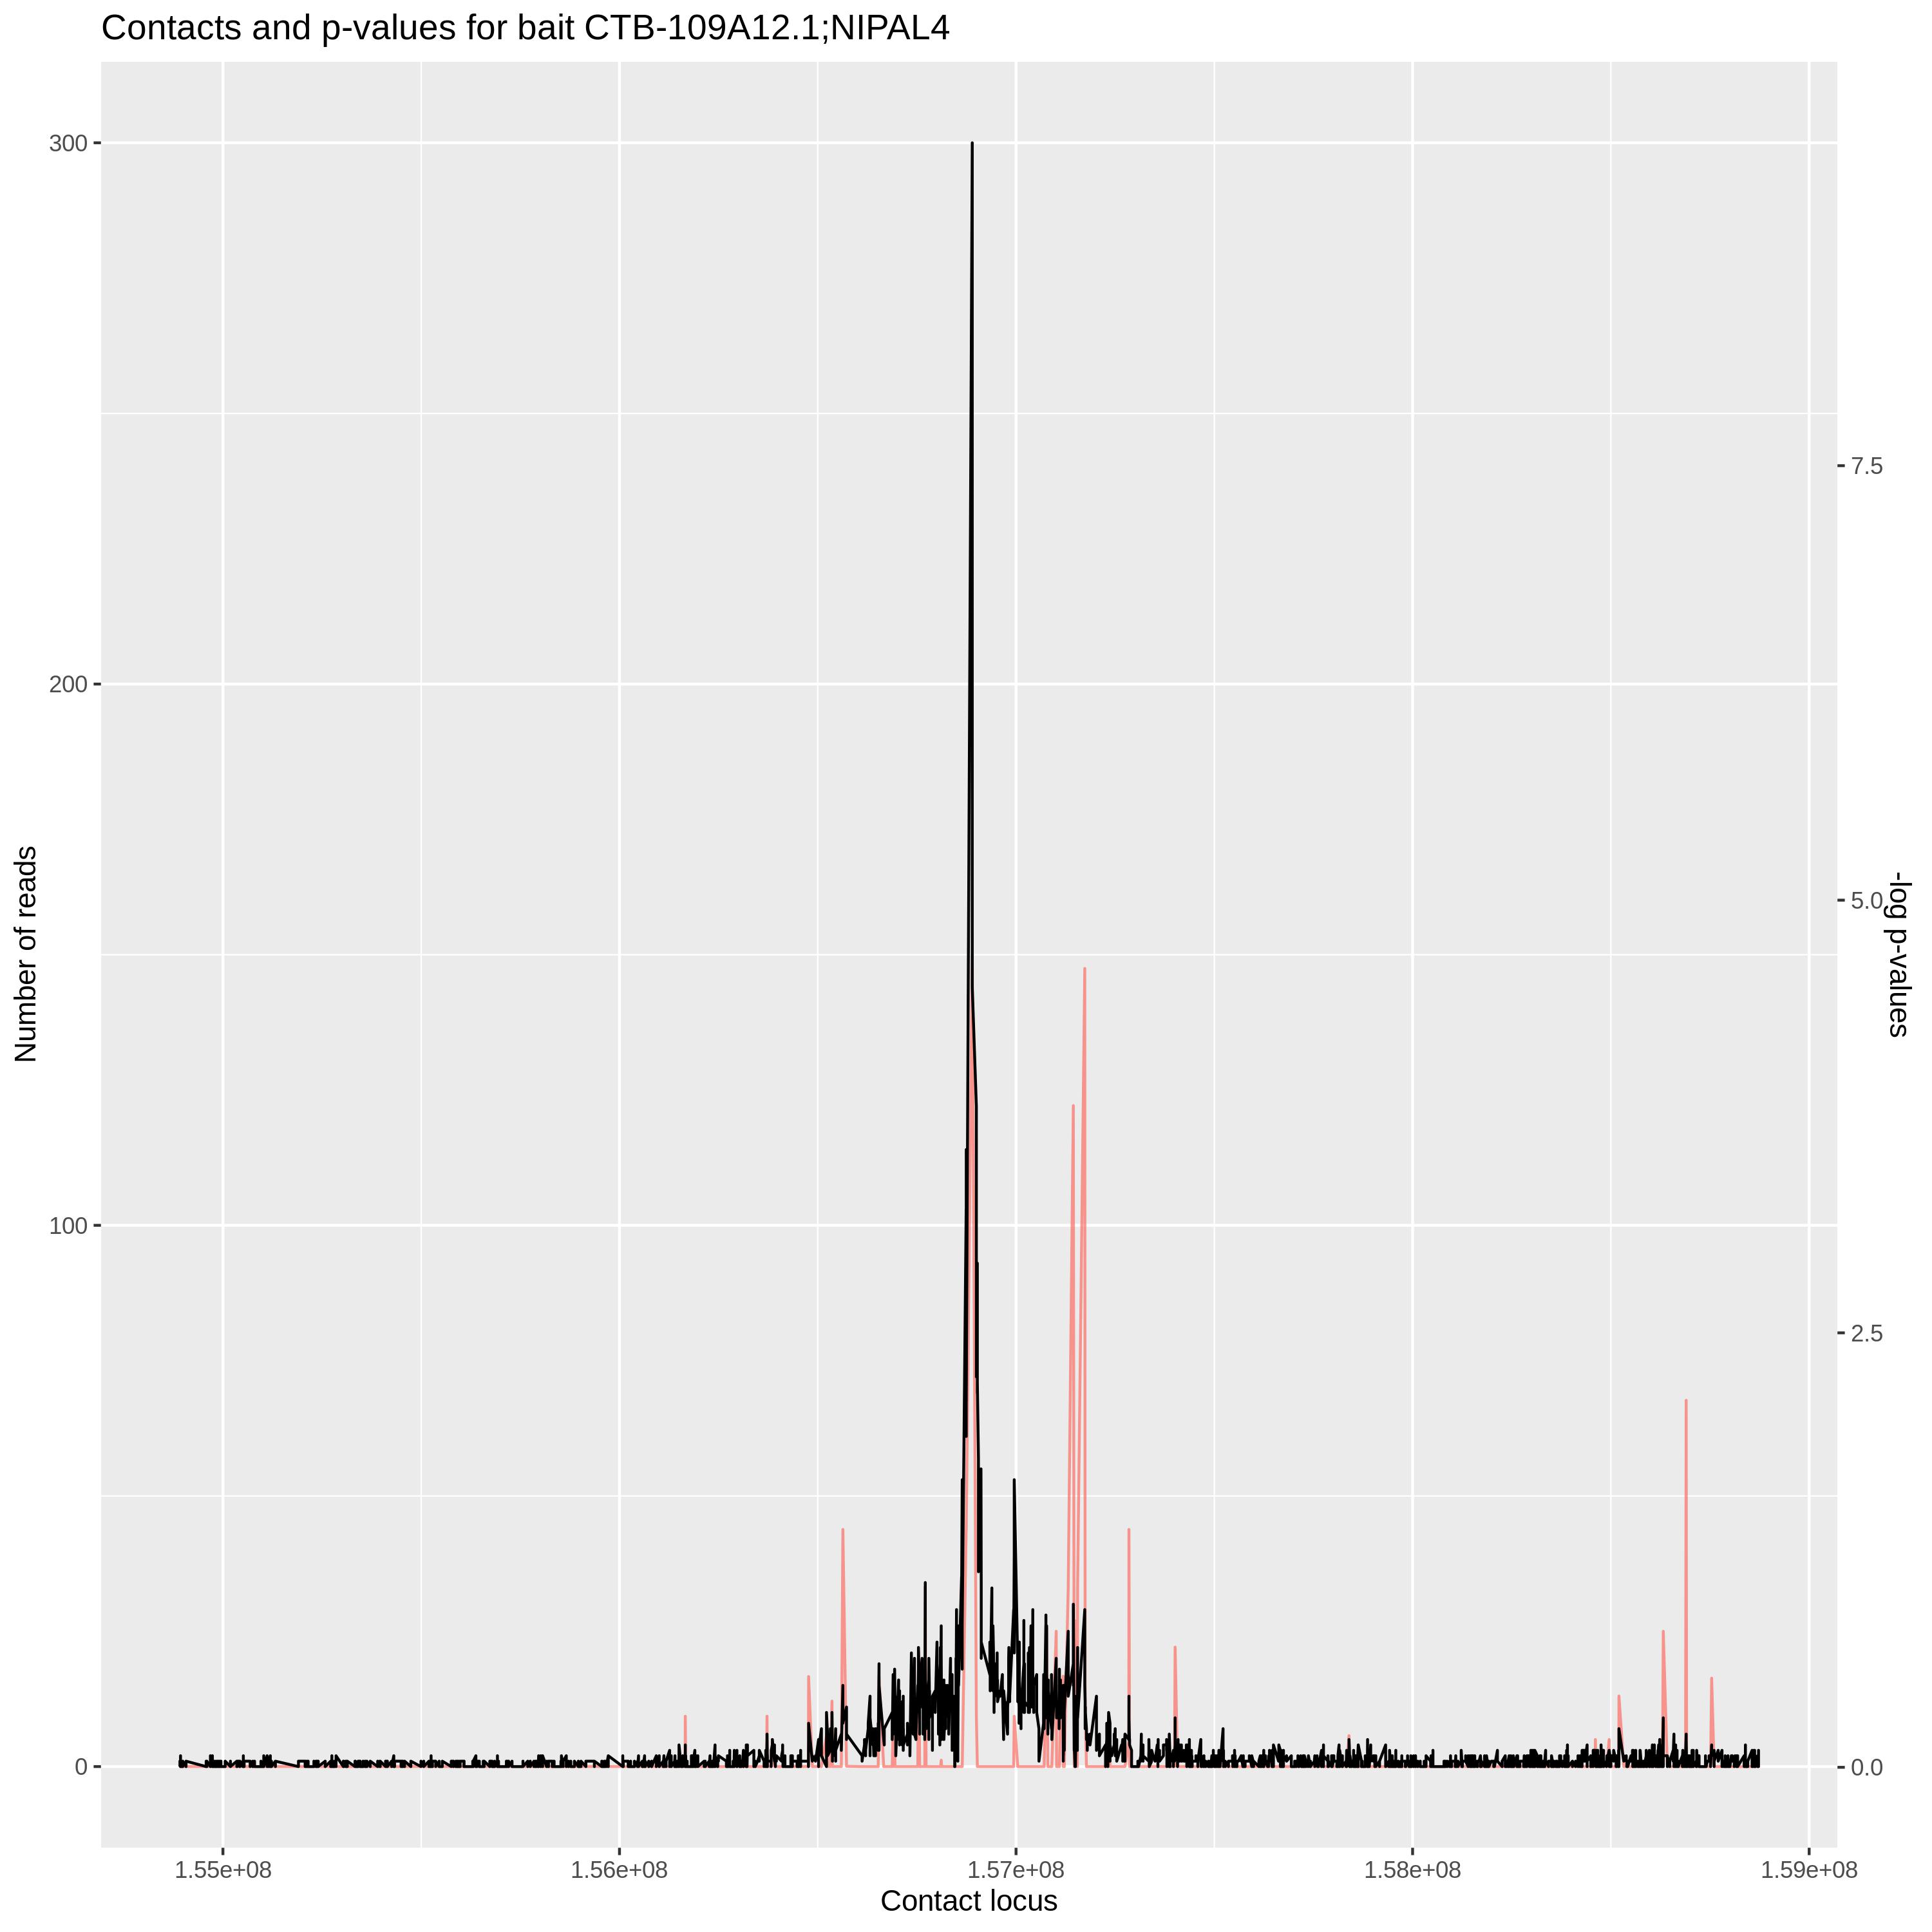 Contacts and p-values for bait CTB-109A12.1;NIPAL4
300
200
100
0
Number of reads
7.5
5.0
2.5
0.0
-log p-values
1.55e+08 1.56e+08 1.57e+08 1.58e+08 1.59e+08
Contact locus